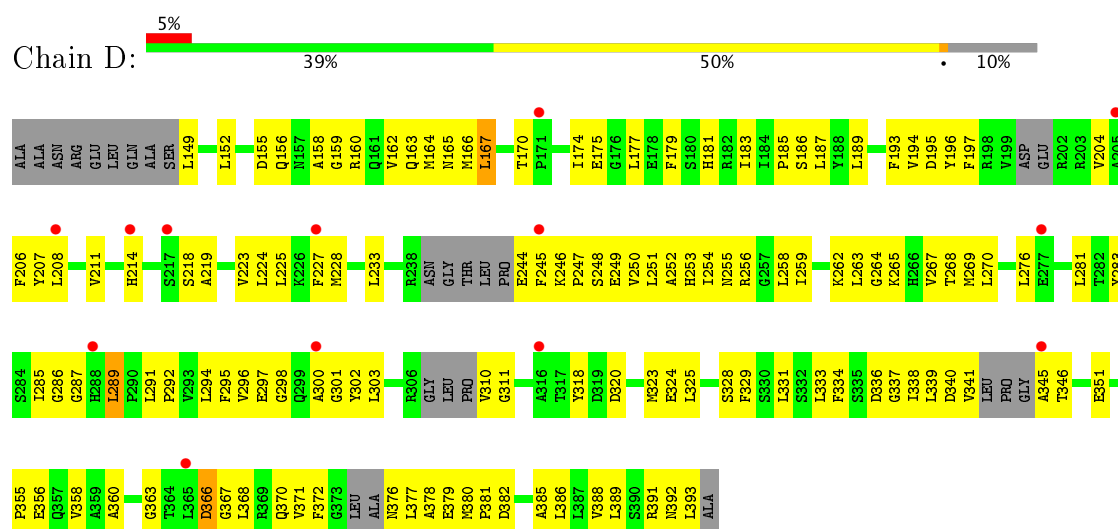 5%
Chain D:
39% 50% • 10%
ALA ALA ASN ARG GLU LEU GLN ALA SER L149 L152 D155 Q156 N157 A158 G159 R160 Q161 V162 Q163 M164 N165 M166 L167 T170 P171 I174 E175 G176 L177 E178 F179 S180 H181 R182 I183 I184 P185 S186 L187 Y188 L189 F193 V194 D195 Y196 F197 R198 V199 ASP GLU R202 R203 V204 A205
F206 Y207 L208 V211 H214 S217 S218 A219 V223 L224 L225 K226 F227 M228 L233 R238 ASN GLY THR LEU PRO E244 F245 K246 P247 S248 E249 V250 L251 A252 H253 I254 N255 R256 G257 L258 I259 K262 L263 G264 K265 H266 V267 T268 M269 L270 L276 E277 L281 T282 Y283
S284 I285 G286 G287 H288 L289 P290 L291 P292 V293 L294 F295 V296 E297 G298 Q299 A300 G301 Y302 L303 R306 GLY LEU PRO V310 G311 A316 T317 Y318 D319 D320 M323 E324 L325 S328 F329 S330 L331 S332 L333 F334 S335 D336 G337 I338 L339 D340 V341 LEU PRO GLY A345 T346 E351
P355 E356 Q357 V358 A359 A360 G363 T364 L365 D366 G367 L368 R369 Q370 V371 F372 G373 LEU ALA N376 L377 A378 E379 M380 P381 D382 A385 L386 L387 V388 L389 S390 R391 N392 L393 ALA